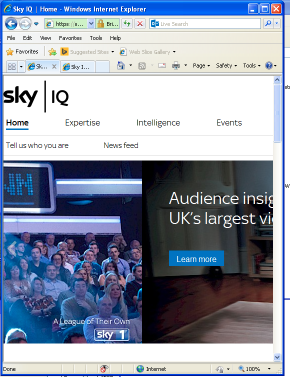 Sky IQ | Home - Windows Internet Explorer
https://s...
Bri...
Live Search
File Edit View Favorites Tools Help
Favorites Suggested Sites Web Slice Gallery
Sk... Sky I...
Page Safety Tools
sky IQ
Home Expertise Intelligence Events
Tell us who you are News feed
Audience insig
UK's largest vie
Learn more
A League of Their Own
sky 1
Done Internet 100%